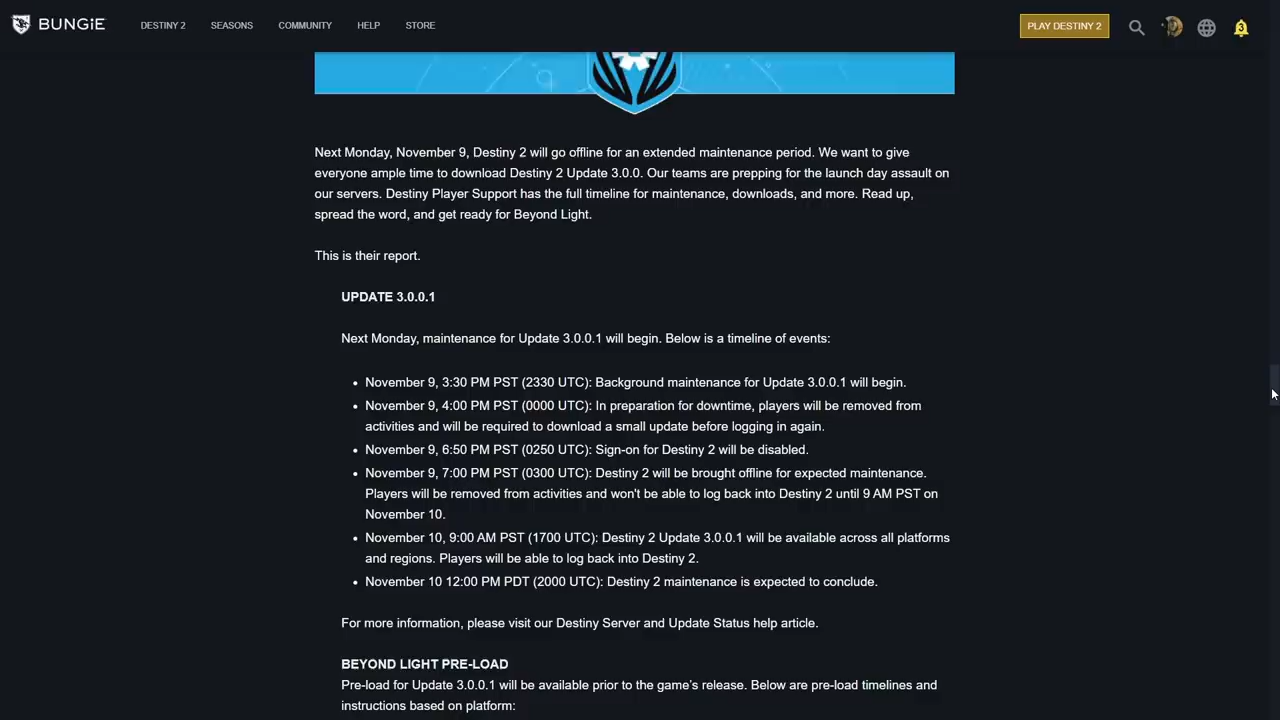 BUNGiE DESTINY 2 SEASONS COMMUNITY HELP STORE PLAY DESTINY 2 3
Next Monday, November 9, Destiny 2 will go offline for an extended maintenance period. We want to give
everyone ample time to download Destiny 2 Update 3.0.0. Our teams are prepping for the launch day assault on
our servers. Destiny Player Support has the full timeline for maintenance, downloads, and more. Read up,
spread the word, and get ready for Beyond Light.
This is their report.
UPDATE 3.0.0.1
Next Monday, maintenance for Update 3.0.0.1 will begin. Below is a timeline of events:
• November 9, 3:30 PM PST (2330 UTC): Background maintenance for Update 3.0.0.1 will begin.
• November 9, 4:00 PM PST (0000 UTC): In preparation for downtime, players will be removed from
activities and will be required to download a small update before logging in again.
• November 9, 6:50 PM PST (0250 UTC): Sign-on for Destiny 2 will be disabled.
• November 9, 7:00 PM PST (0300 UTC): Destiny 2 will be brought offline for expected maintenance.
Players will be removed from activities and won't be able to log back into Destiny 2 until 9 AM PST on
November 10.
• November 10, 9:00 AM PST (1700 UTC): Destiny 2 Update 3.0.0.1 will be available across all platforms
and regions. Players will be able to log back into Destiny 2.
• November 10 12:00 PM PDT (2000 UTC): Destiny 2 maintenance is expected to conclude.
For more information, please visit our Destiny Server and Update Status help article.
BEYOND LIGHT PRE-LOAD
Pre-load for Update 3.0.0.1 will be available prior to the game’s release. Below are pre-load timelines and
instructions based on platform: